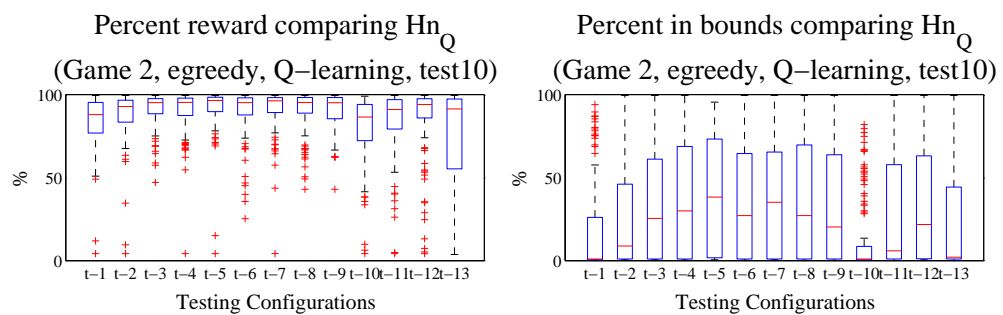 Percent reward comparing Hn_Q
(Game 2, egreedy, Q−learning, test10)
100
50
0
%
t−1 t−2 t−3 t−4 t−5 t−6 t−7 t−8 t−9 t−10 t−11 t−12 t−13
Testing Configurations
Percent in bounds comparing Hn_Q
(Game 2, egreedy, Q−learning, test10)
100
50
0
%
t−1 t−2 t−3 t−4 t−5 t−6 t−7 t−8 t−9 t−10 t−11 t−12 t−13
Testing Configurations